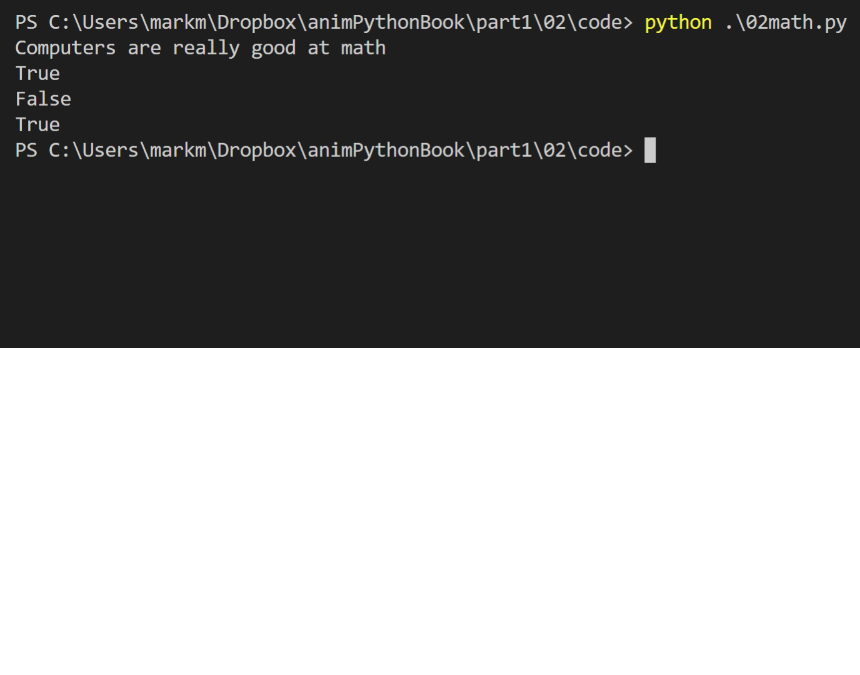 PS C:\Users\markm\Dropbox\animPythonBook\part1\02\code> python .\02math.py
Computers are really good at math
True
False
True
PS C:\Users\markm\Dropbox\animPythonBook\part1\02\code>